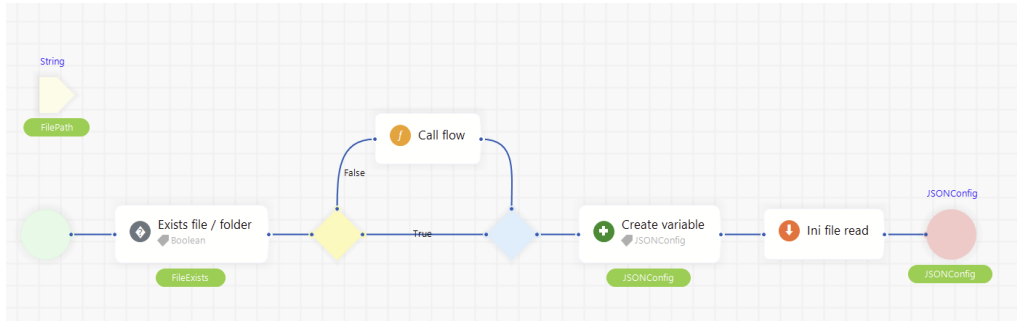 String
FilePath
Call flow
False
JSONConfig
Exists file / folder
Boolean
True
Create variable
JSONConfig
Ini file read
FileExists
JSONConfig
JSONConfig